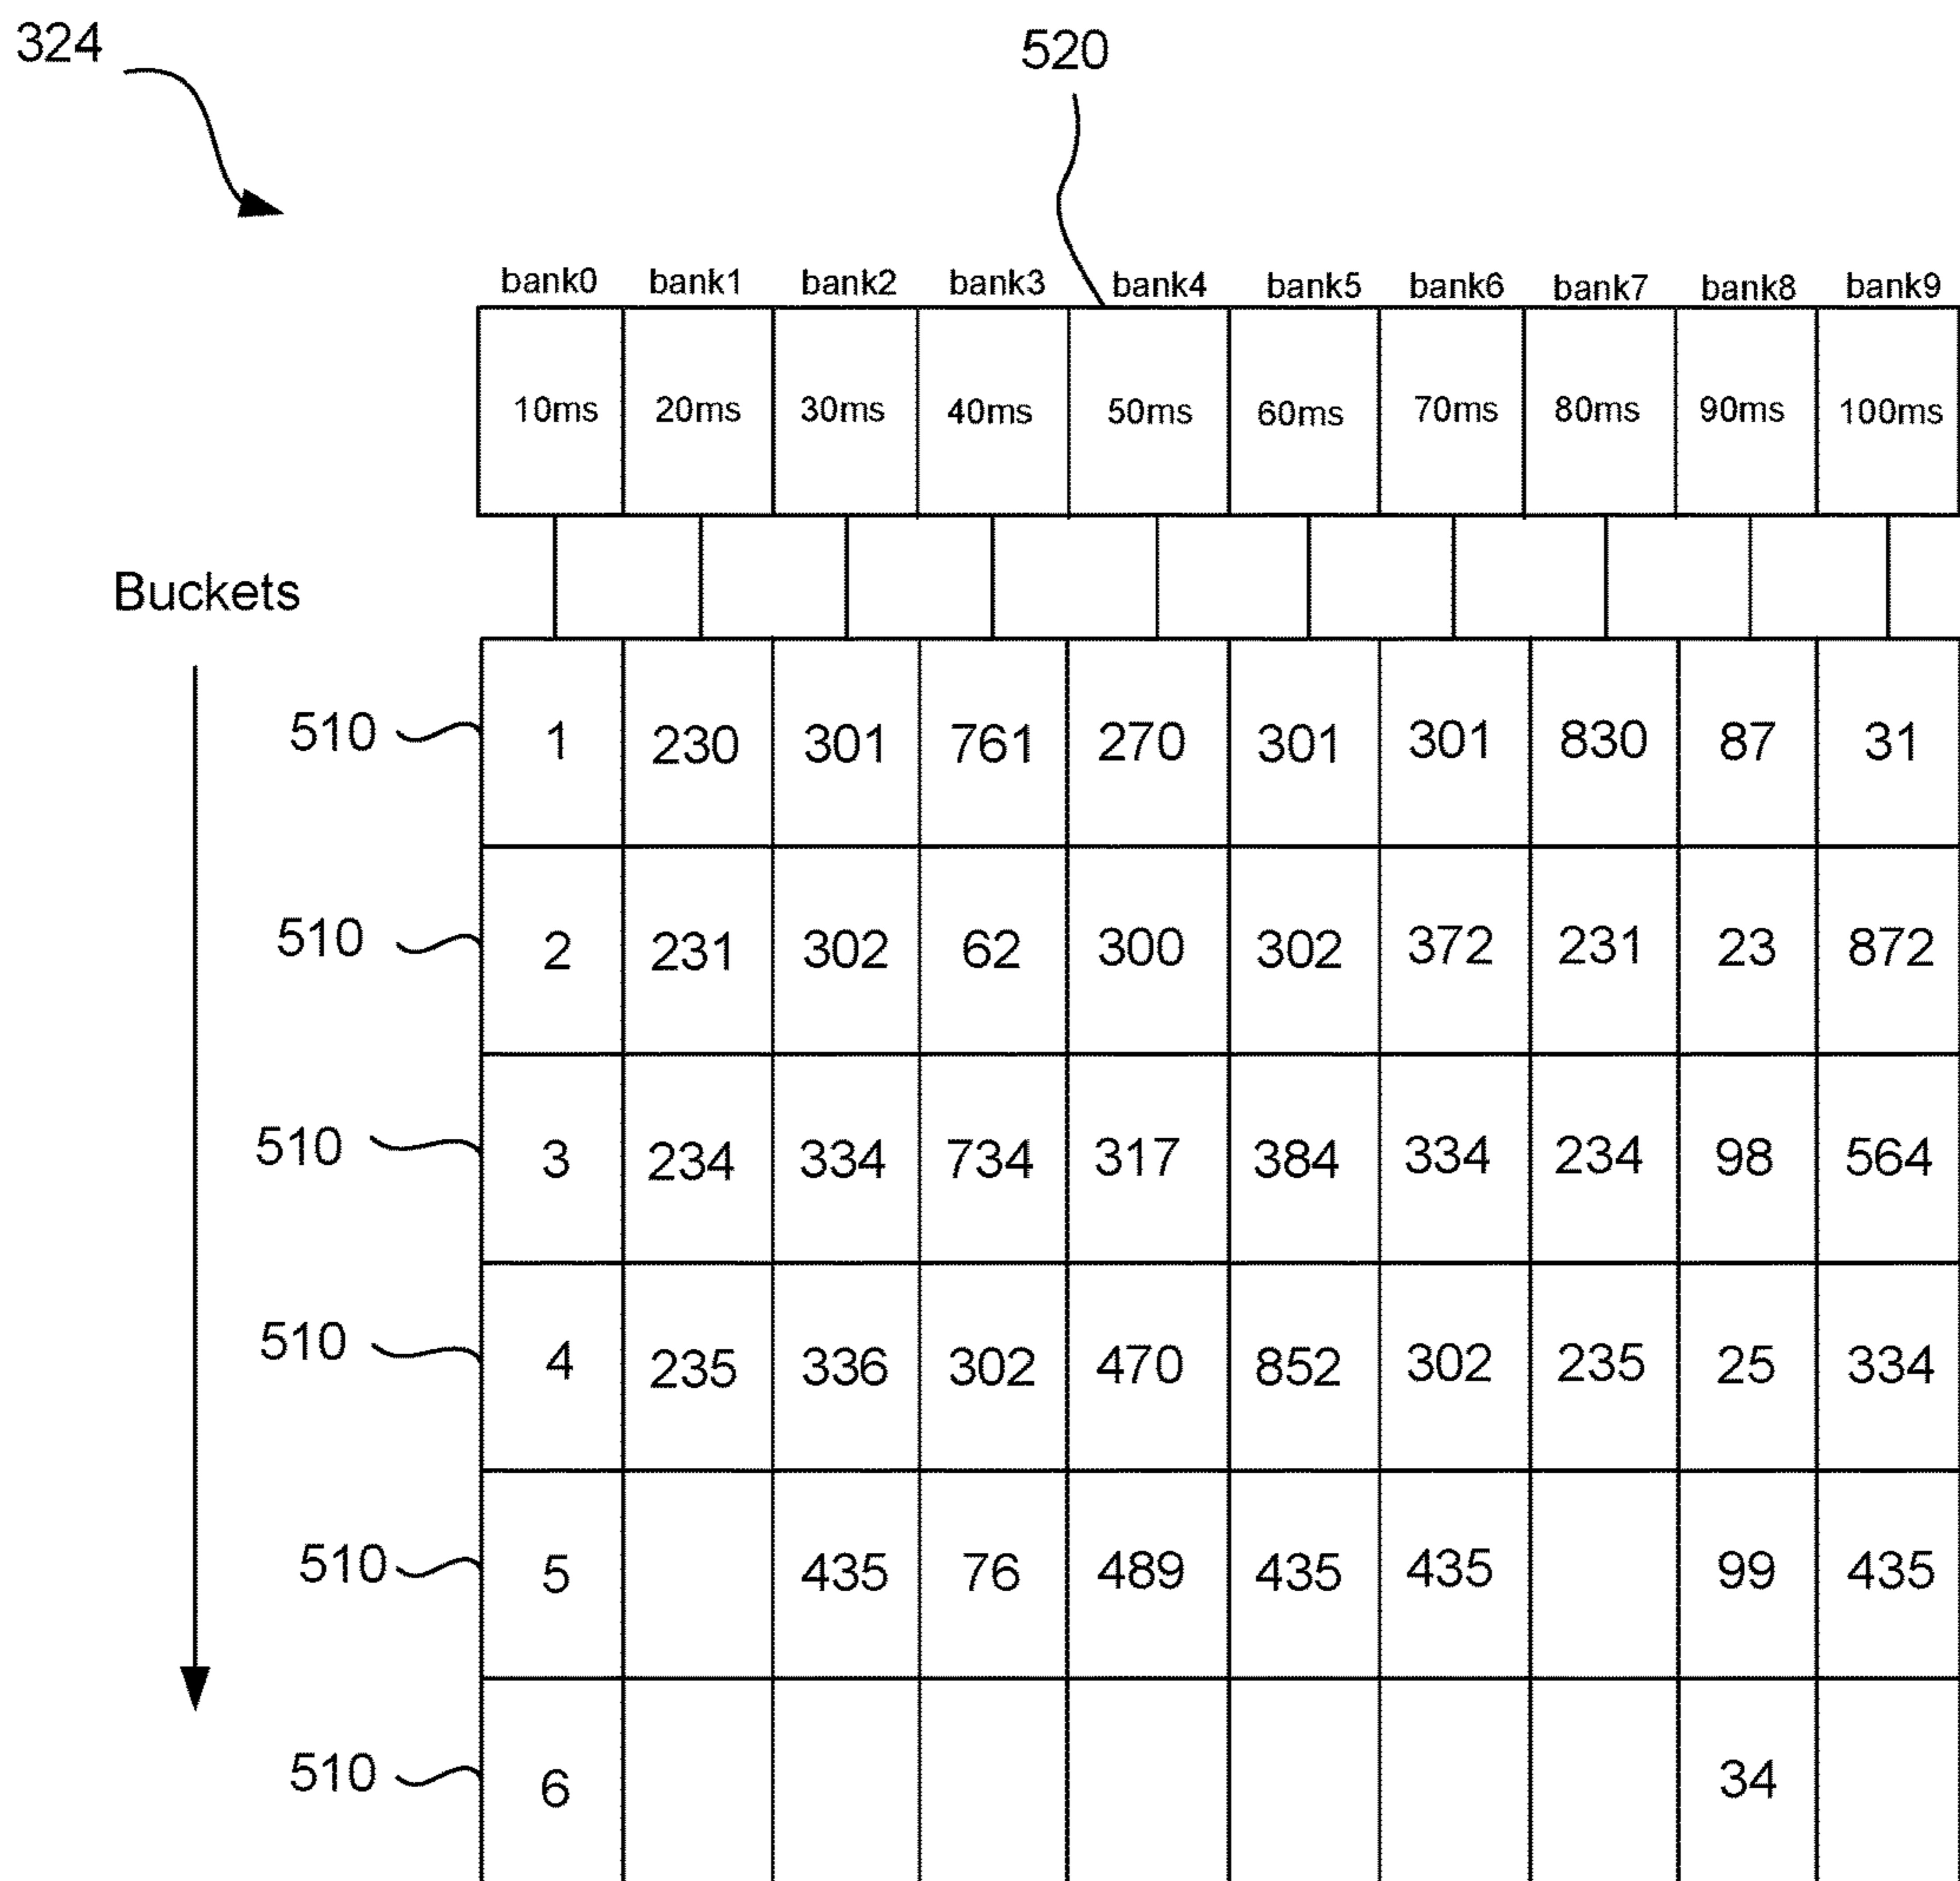 324
520
bank0 bank1 bank2 bank3 bank4 bank5 bank6 bank7 bank8 bank9
10ms 20ms 30ms 40ms 50ms 60ms 70ms 80ms 90ms 100ms
Buckets
510 1 230 301 761 270 301 301 830 87 31
510 2 231 302 62 300 302 372 231 23 872
510 3 234 334 734 317 384 334 234 98 564
510 4 235 336 302 470 852 302 235 25 334
510 5 435 76 489 435 435 99 435
510 6 34